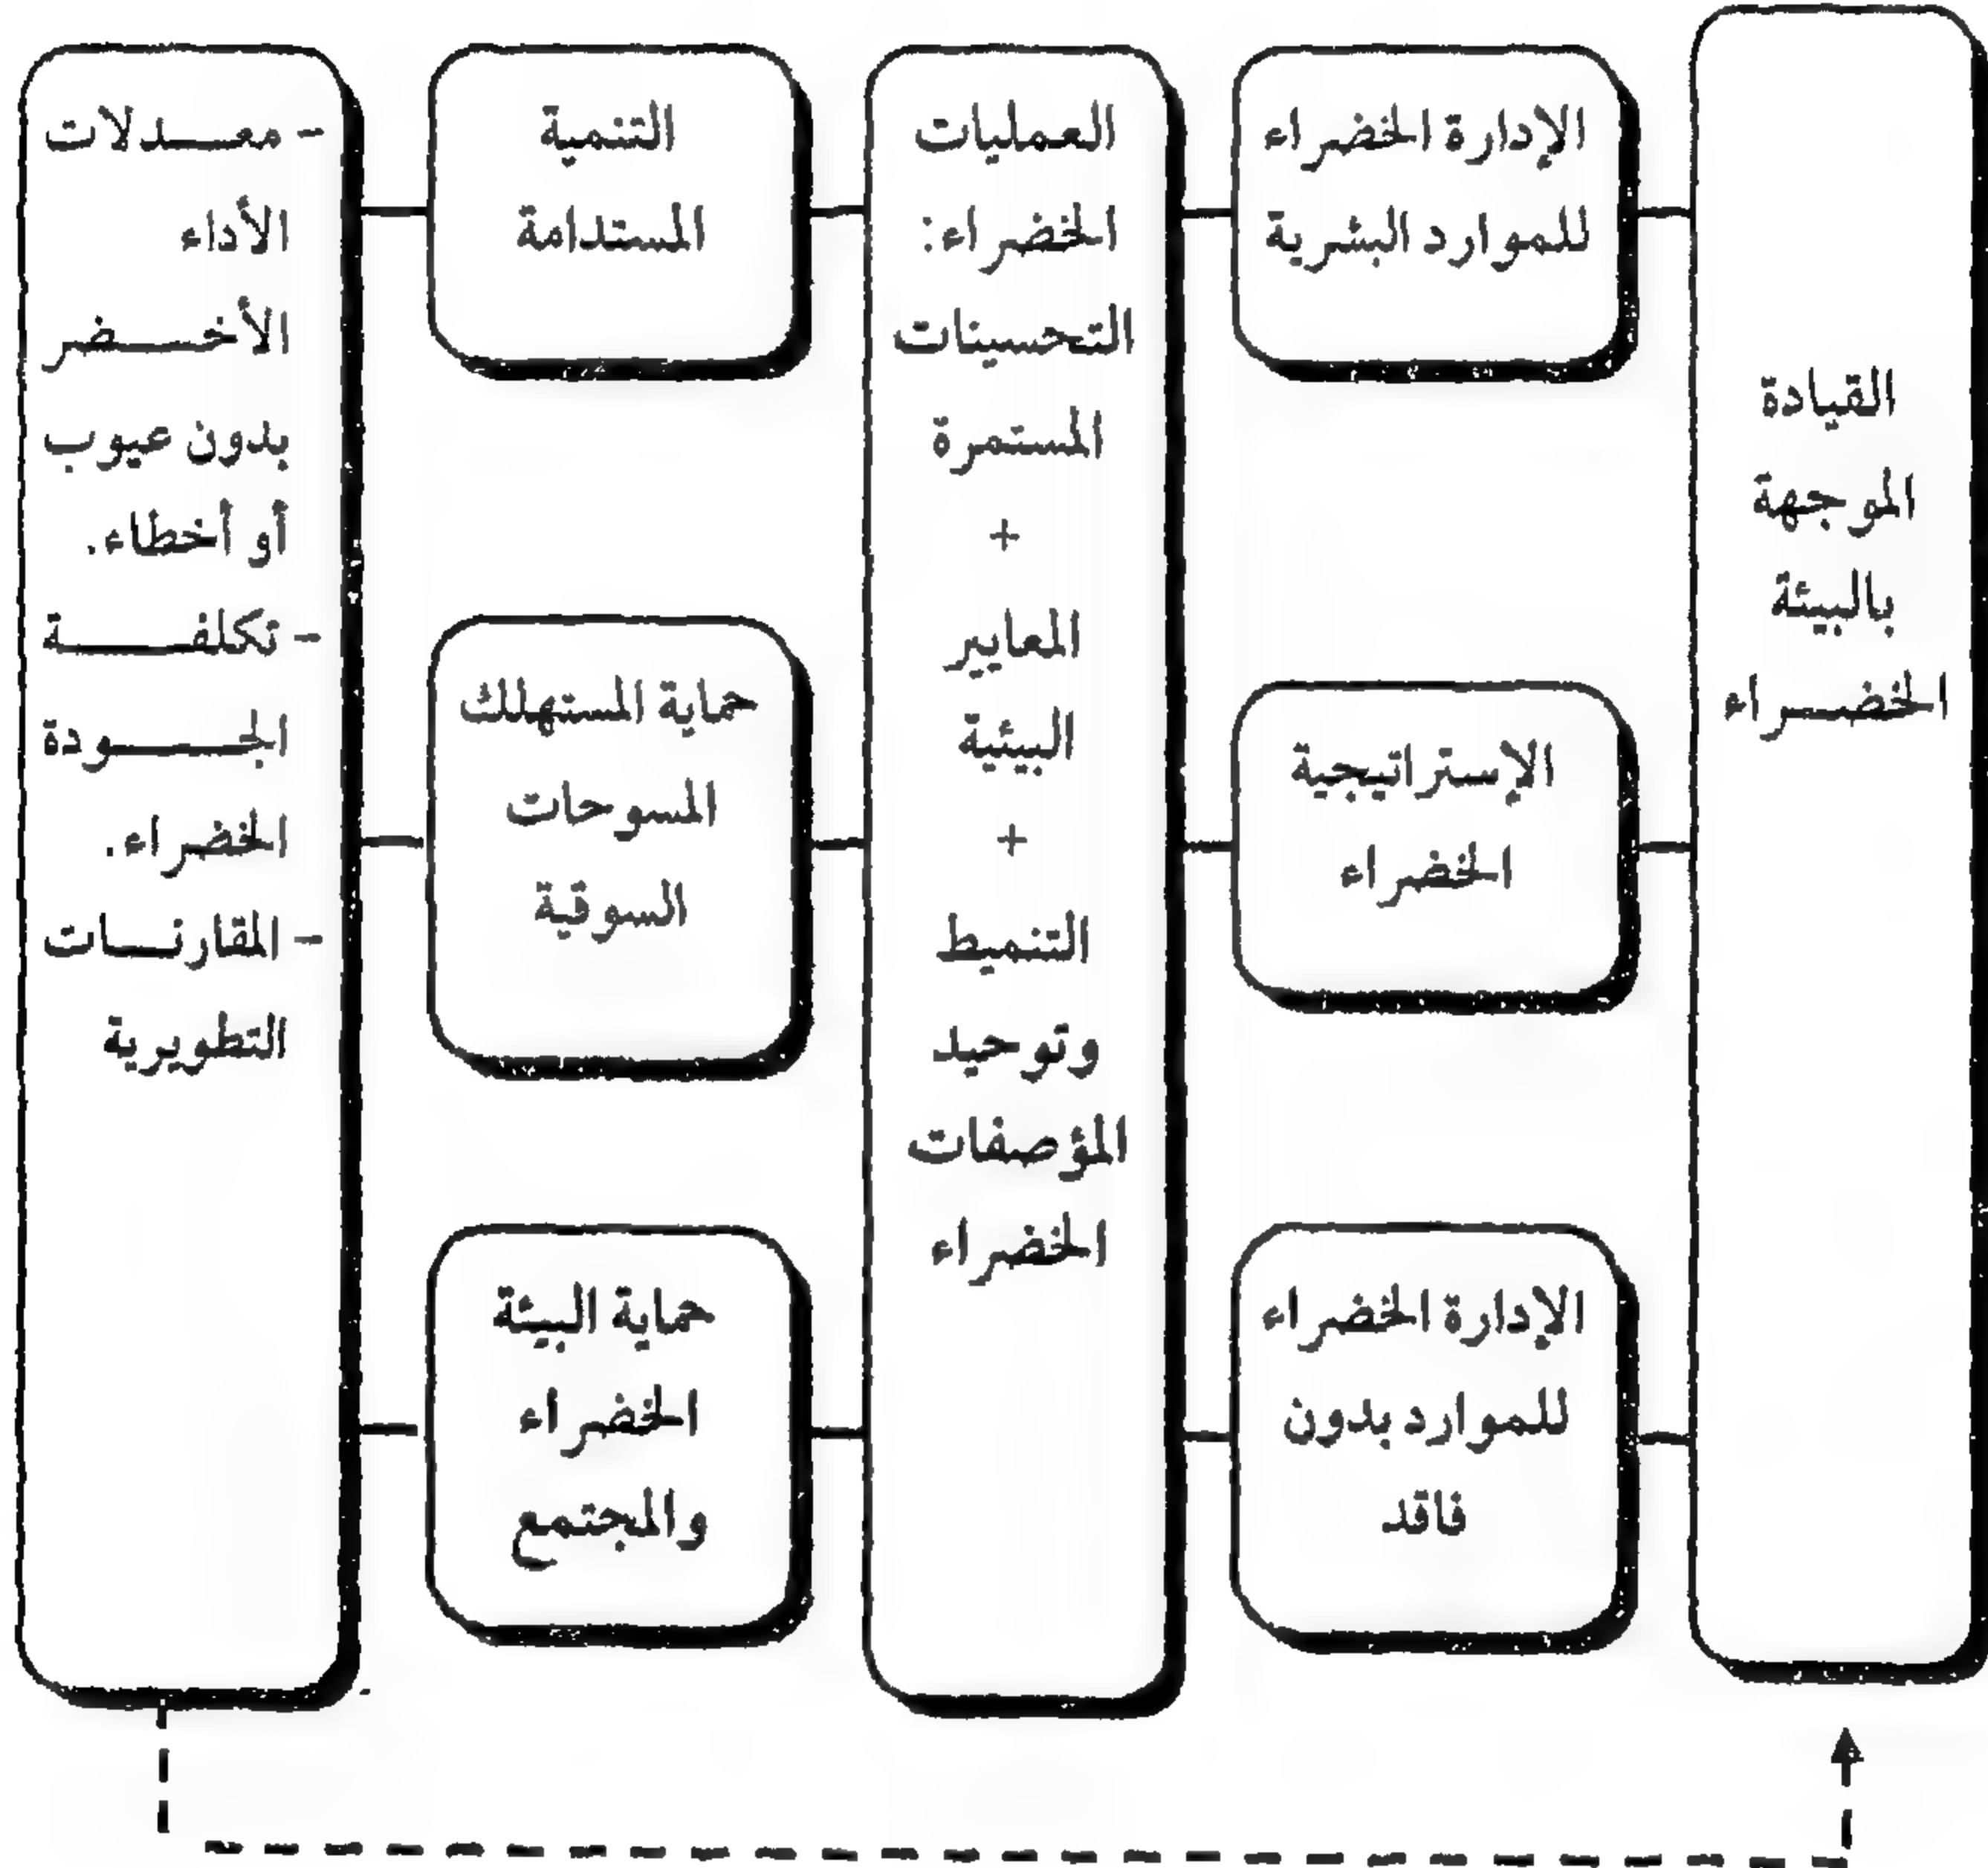 القيادة
الموجهة
بالبيئة
الخضراء
الإدارة الخضراء
للموارد البشرية
الإستراتيجية
الخضراء
الإدارة الخضراء
للموارد بدون
فاقد
العمليات
الخضراء:
التحسينات
المستمرة
+
المعايير
البيئية
+
التنميط
وتوحيد
المؤصفات
الخضراء
التنمية
المستدامة
حماية المستهلك
المسوحات
السوقية
حماية البيئة
الخضراء
والمجتمع
- معدلات
الأداء
الأخضر
بدون عيوب
أو أخطاء.
- تكلفة
الجودة
الخضراء.
- المقارنات
التطويرية